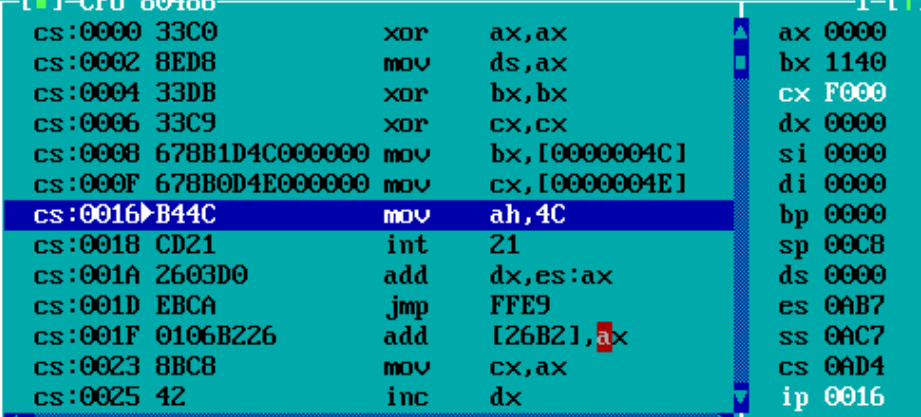 [■]-CPU 80486 1-[↑
cs:0000 33C0 xor ax,ax ax 0000
cs:0002 8ED8 mov ds,ax bx 1140
cs:0004 33DB xor bx,bx cx F000
cs:0006 33C9 xor cx,cx dx 0000
cs:0008 678B1D4C000000 mov bx,[0000004C] si 0000
cs:000F 678B0D4E000000 mov cx,[0000004E] di 0000
cs:0016►B44C mov ah,4C bp 0000
cs:0018 CD21 int 21 sp 00C8
cs:001A 2603D0 add dx,es:ax ds 0000
cs:001D EBCA jmp FFE9 es 0AB7
cs:001F 0106B226 add [26B2],ax ss 0AC7
cs:0023 8BC8 mov cx,ax cs 0AD4
cs:0025 42 inc dx ip 0016